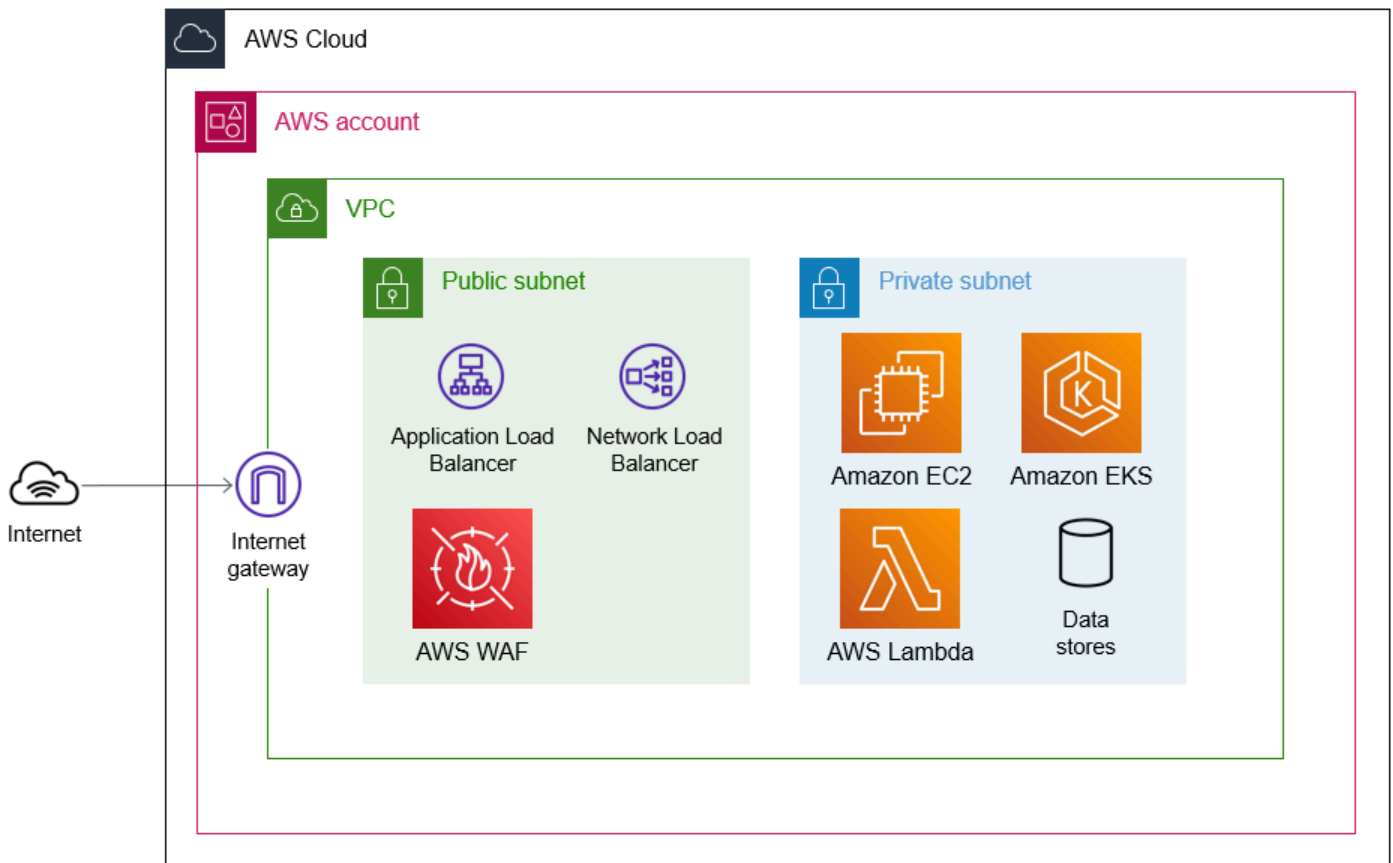 AWS Cloud
AWS account
VPC
Public subnet
Application Load
Balancer
Network Load
Balancer
AWS WAF
Private subnet
Amazon EC2
Amazon EKS
K
AWS Lambda
Data
stores
Internet
Internet
gateway